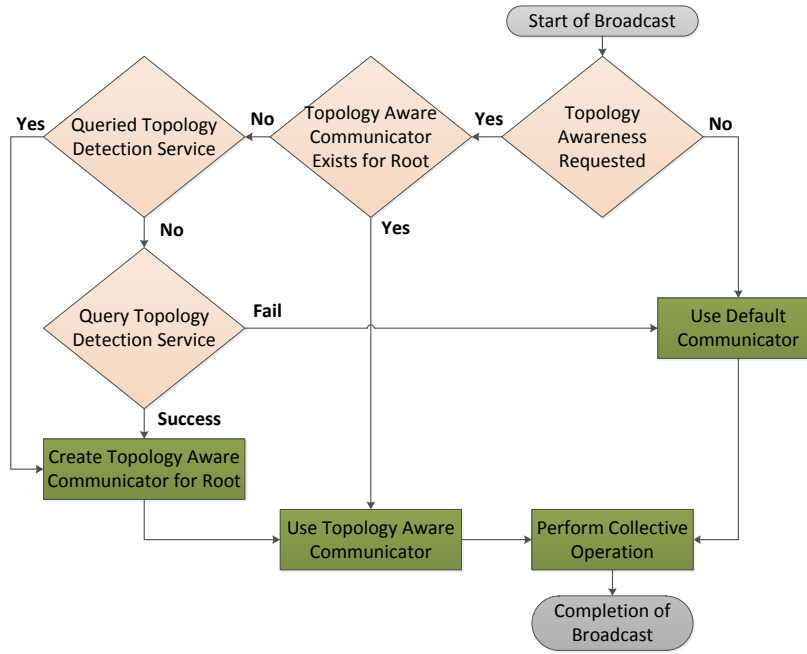 Start of Broadcast
Topology
Awareness
Requested
Yes
No
Topology Aware
Communicator
Exists for Root
No
Yes
Queried Topology
Detection Service
Yes
No
Query Topology
Detection Service
Fail
Success
Use Default
Communicator
Create Topology Aware
Communicator for Root
Use Topology Aware
Communicator
Perform Collective
Operation
Completion of
Broadcast